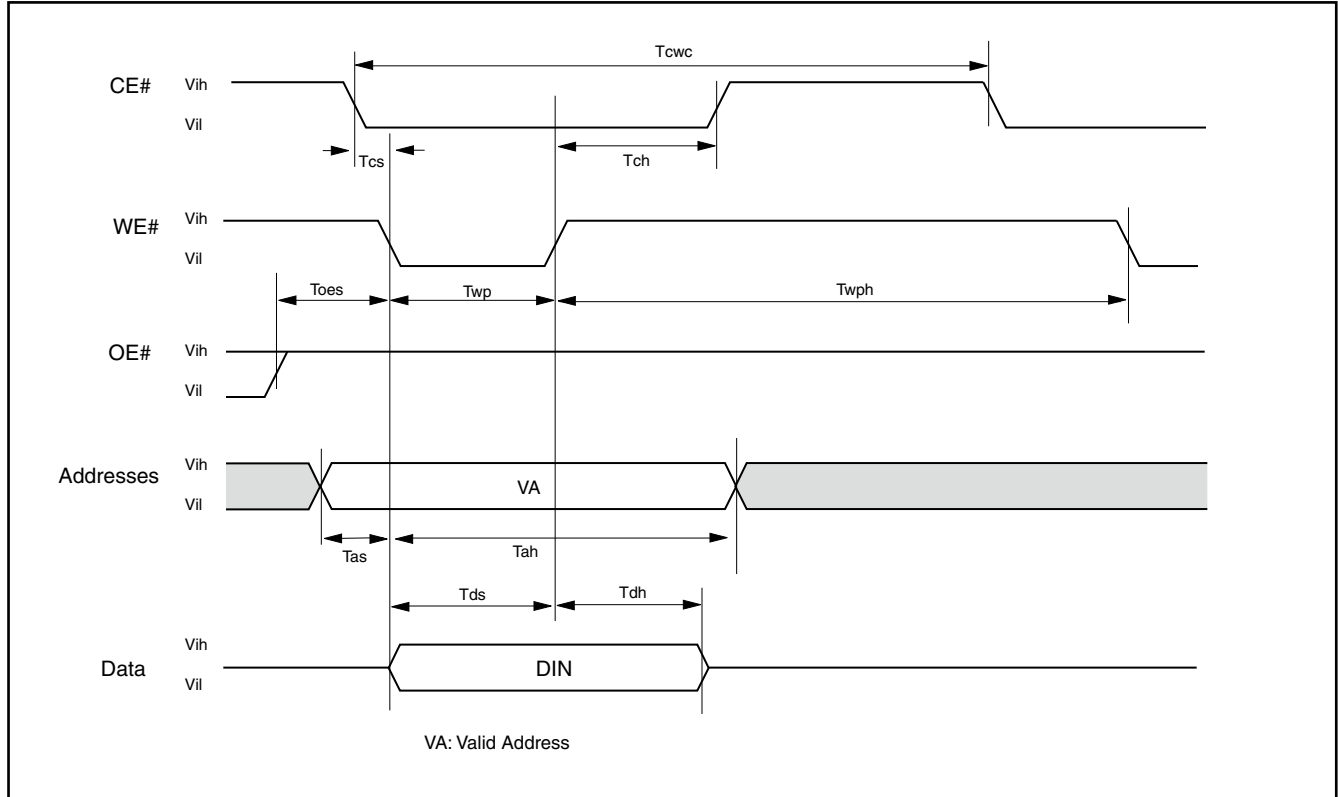 Tcwc
CE# Vih
Vil
Tcs
Tch
WE# Vih
Vil
Toes Twp Twph
OE# Vih
Vil
Addresses Vih
Vil
VA
Tas Tah
Tds Tdh
Data Vih
Vil
DIN
VA: Valid Address